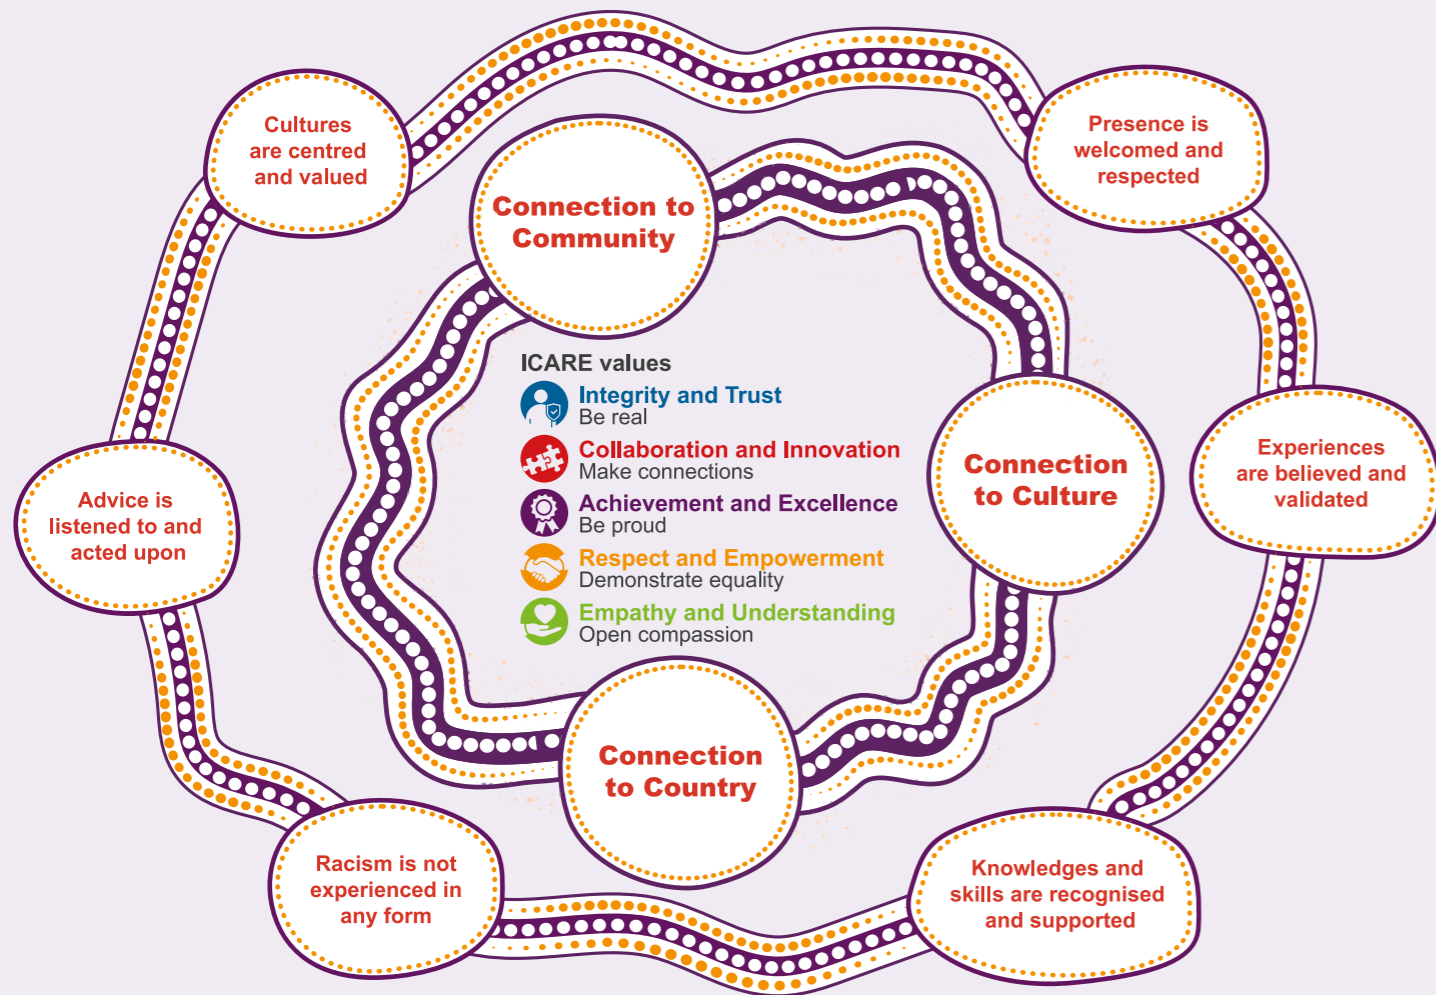 Cultures
are centred
and valued
Presence is
welcomed and
respected
Connection to
Community
ICARE values
Integrity and Trust
Be real
Collaboration and Innovation
Make connections
Achievement and Excellence
Be proud
Respect and Empowerment
Demonstrate equality
Empathy and Understanding
Open compassion
Connection
to Culture
Experiences
are believed and
validated
Advice is
listened to and
acted upon
Connection
to Country
Racism is not
experienced in
any form
Knowledges and
skills are recognised
and supported